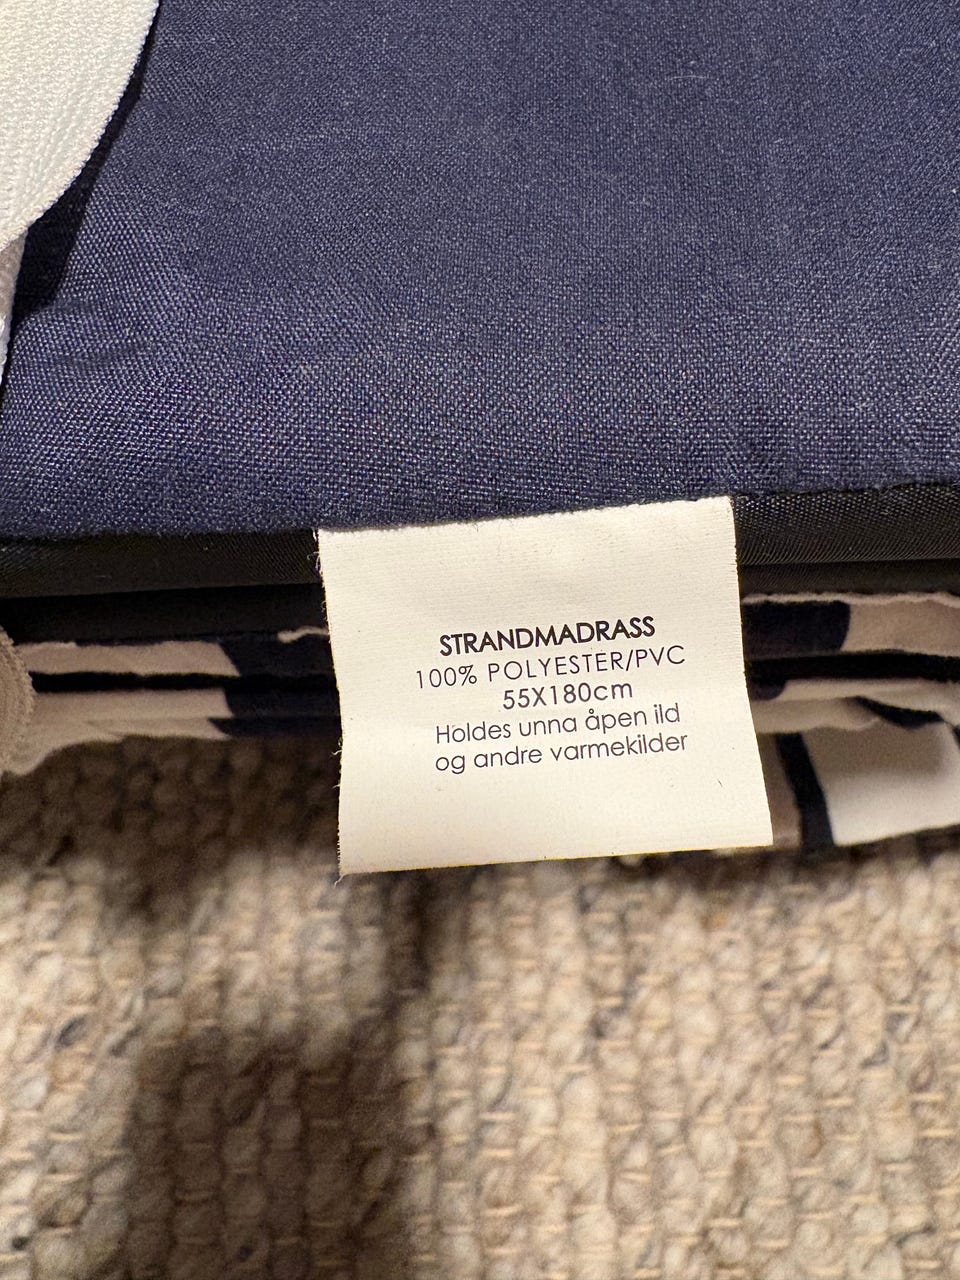 STRANDMADRASS
100% POLYESTER/PVC
55X180cm
Holdes unna åpen ild
og andre varmekilder